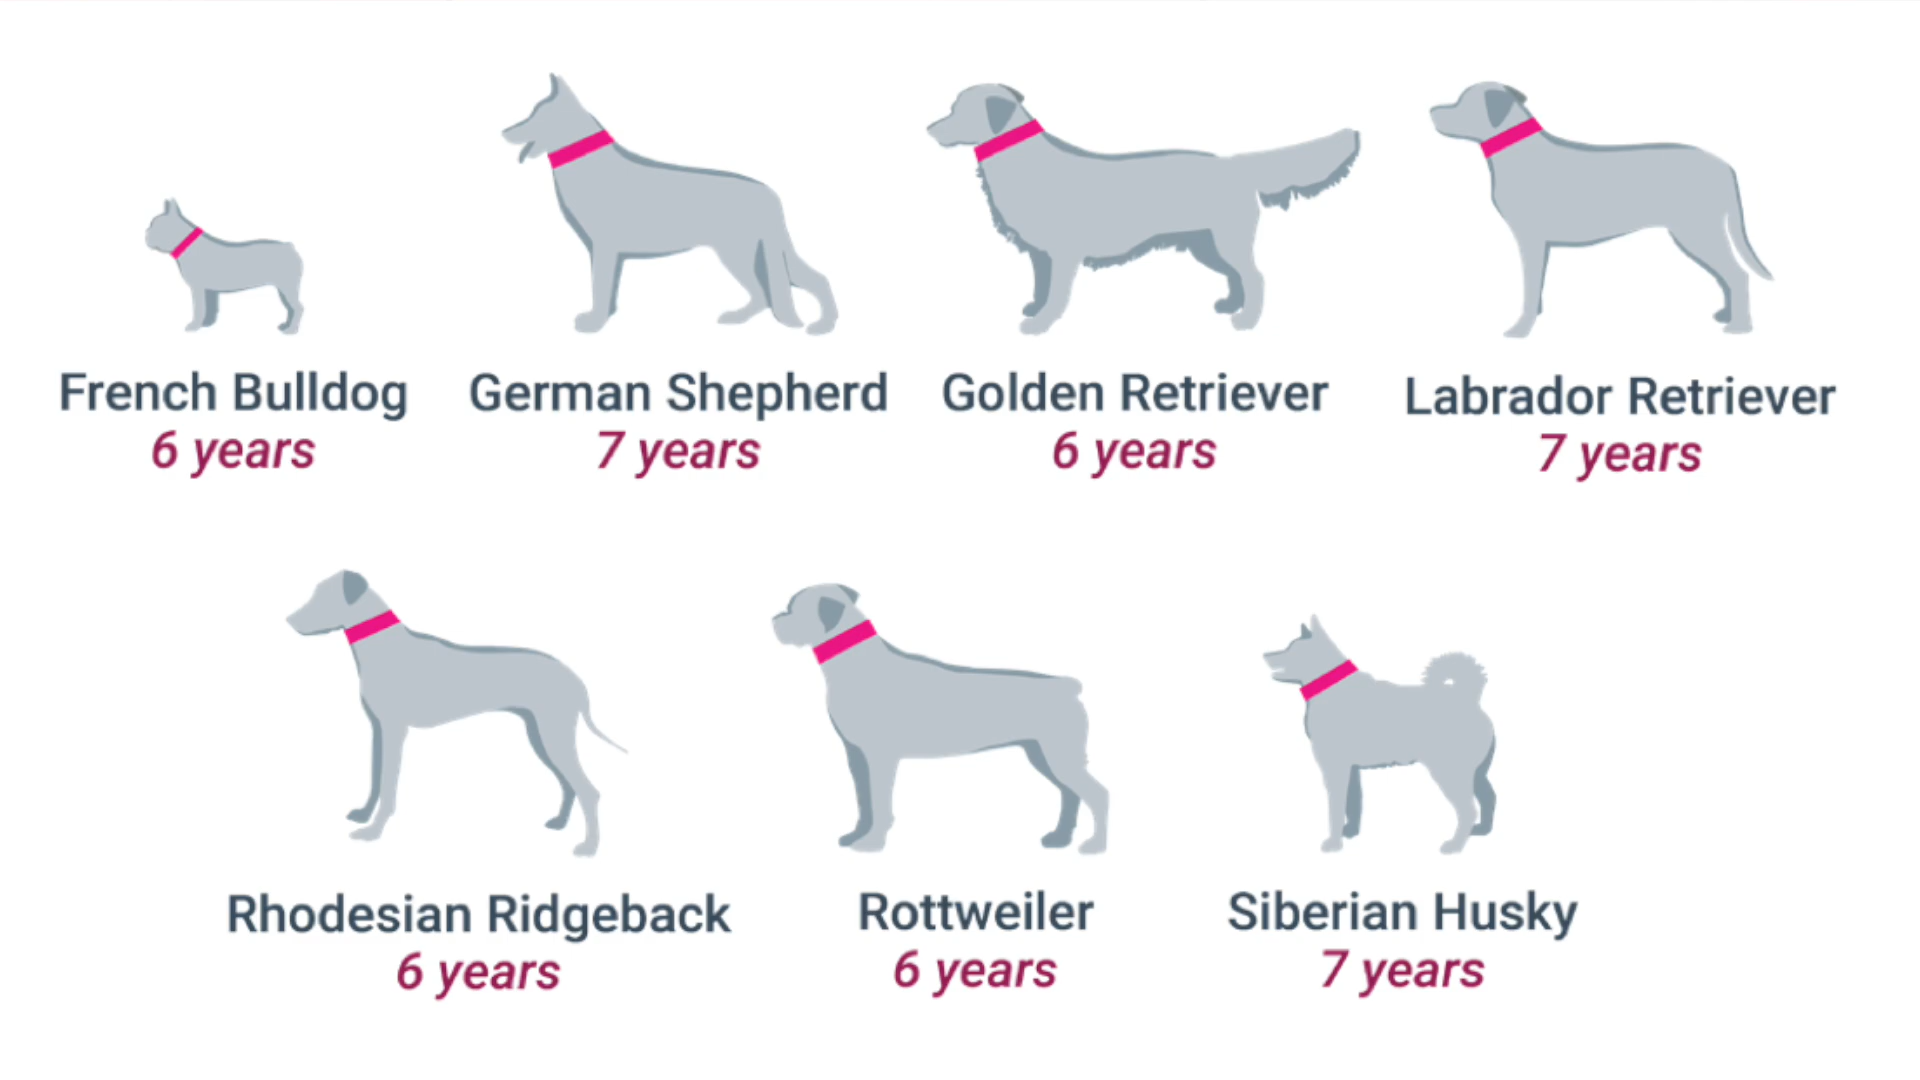 French Bulldog
6 years
German Shepherd
7 years
Golden Retriever
6 years
Labrador Retriever
7 years
Rhodesian Ridgeback
6 years
Rottweiler
6 years
Siberian Husky
7 years